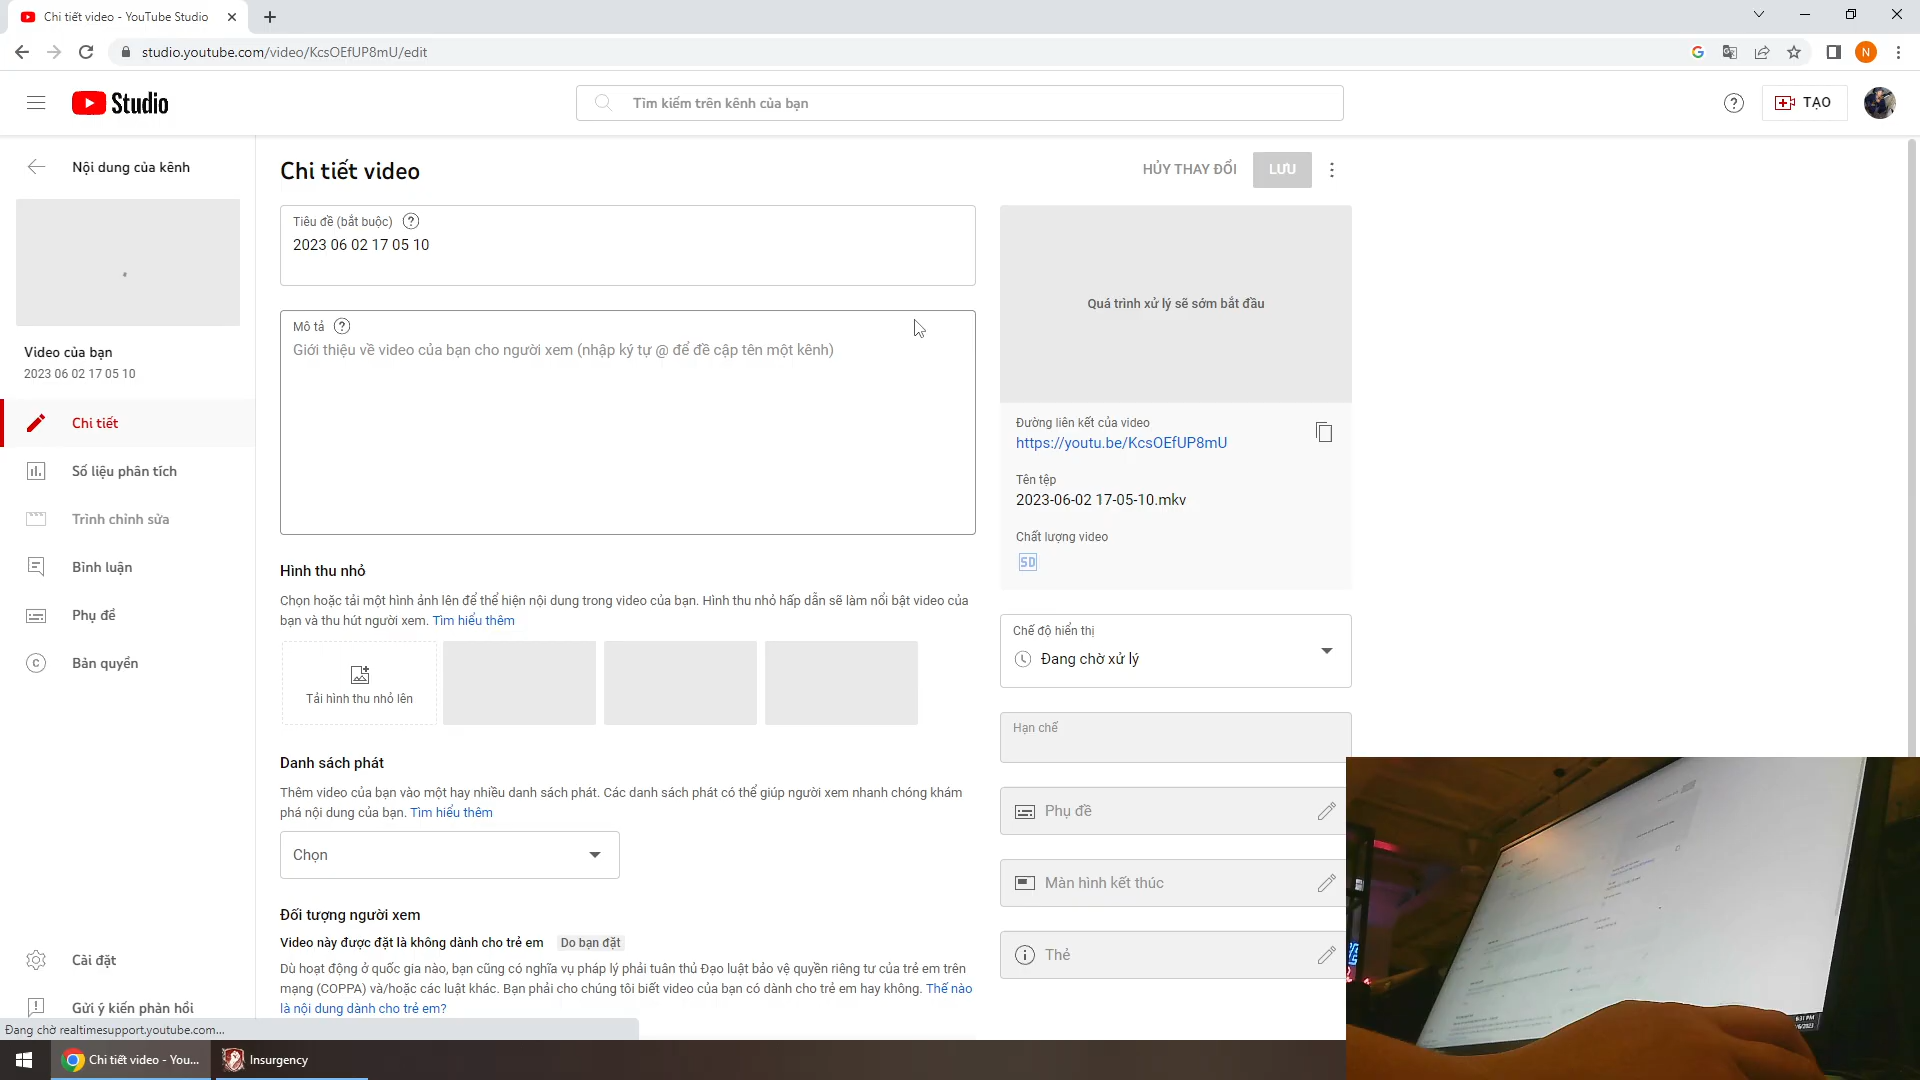 Chi tiết video - YouTube Studio
studio.youtube.com/video/KcsOEfUP8mU/edit
N
Studio
Tìm kiếm trên kênh của bạn
TẠO
Nội dung của kênh
Chi tiết video
HỦY THAY ĐỔI
LƯU
Tiêu đề (bắt buộc)
2023 06 02 17 05 10
Mô tả
Giới thiệu về video của bạn cho người xem (nhập ký tự @ để đề cập tên một kênh)
Quá trình xử lý sẽ sớm bắt đầu
Video của bạn
2023 06 02 17 05 10
Chi tiết
Số liệu phân tích
Trình chỉnh sửa
Bình luận
Phụ đề
Bản quyền
Đường liên kết của video
https://youtu.be/KcsOEfUP8mU
Tên tệp
2023-06-02 17-05-10.mkv
Chất lượng video
SD
Hình thu nhỏ
Chọn hoặc tải một hình ảnh lên để thể hiện nội dung trong video của bạn. Hình thu nhỏ hấp dẫn sẽ làm nổi bật video của
bạn và thu hút người xem. Tìm hiểu thêm
Tải hình thu nhỏ lên
Chế độ hiển thị
Đang chờ xử lý
Hạn chế
Danh sách phát
Thêm video của bạn vào một hay nhiều danh sách phát. Các danh sách phát có thể giúp người xem nhanh chóng khám
phá nội dung của bạn. Tìm hiểu thêm
Chọn
Phụ đề
Màn hình kết thúc
Thẻ
Đối tượng người xem
Video này được đặt là không dành cho trẻ em Do bạn đặt
Dù hoạt động ở quốc gia nào, bạn cũng có nghĩa vụ pháp lý phải tuân thủ Đạo luật bảo vệ quyền riêng tư của trẻ em trên
mạng (COPPA) và/hoặc các luật khác. Bạn phải cho chúng tôi biết video của bạn có dành cho trẻ em hay không. Thế nào
là nội dung dành cho trẻ em?
Cài đặt
Gửi ý kiến phản hồi
Đang chờ realtimesupport.youtube.com...
Chi tiết video - You...
Insurgency